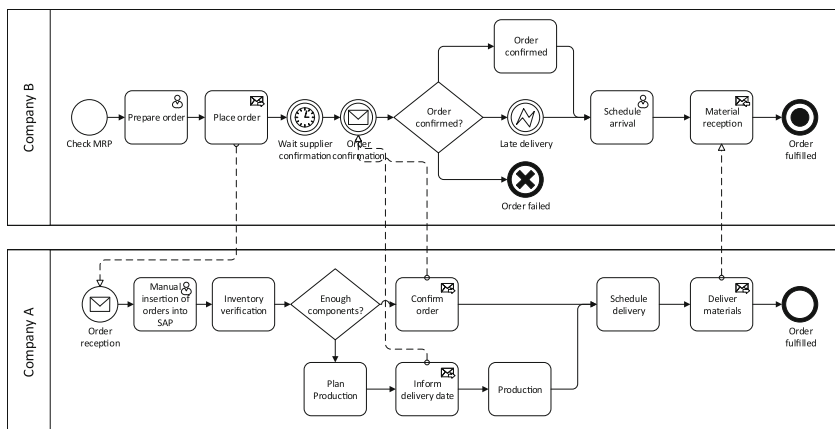 Company B
Check MRP
Prepare order
Place order
Wait supplier
confirmation
Order
confirmation
Order
confirmed?
Order
confirmed
Late delivery
Order failed
Schedule
arrival
Material
reception
Order
fulfilled
Company A
Order
reception
Manual
insertion of
orders into
SAP
Inventory
verification
Enough
components?
Confirm
order
Plan
Production
Inform
delivery date
Production
Schedule
delivery
Deliver
materials
Order
fulfilled